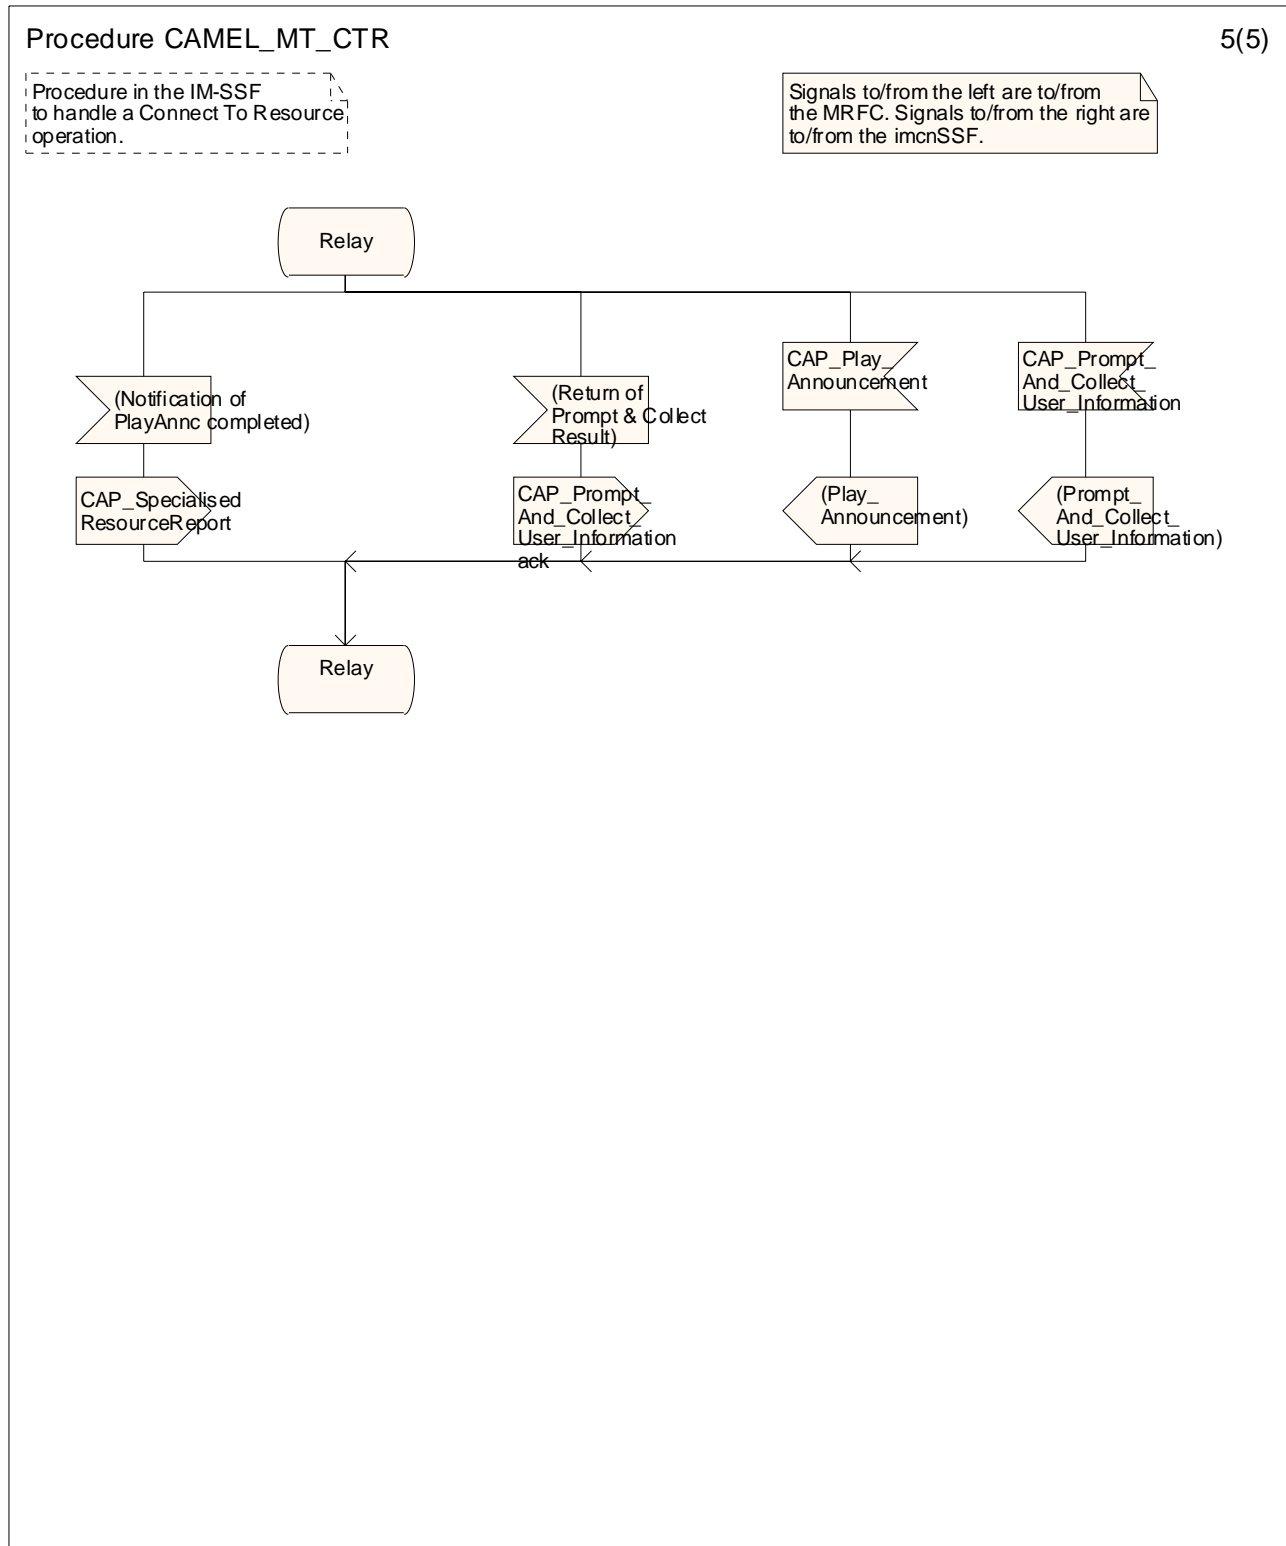 Procedure CAMEL_MT_CTR
5(5)
Procedure in the IM-SSF
to handle a Connect To Resource
operation.
Signals to/from the left are to/from
the MRFC. Signals to/from the right are
to/from the imcnSSF.
Relay
(Notification of
PlayAnnc completed)
(Return of
Prompt & Collect
Result)
CAP_Play_
Announcement
CAP_Prompt_
And_Collect_
User_Information
CAP_Specialised
ResourceReport
CAP_Prompt_
And_Collect_
User_Information
ack
(Play_
Announcement)
(Prompt_
And_Collect_
User_Information)
Relay